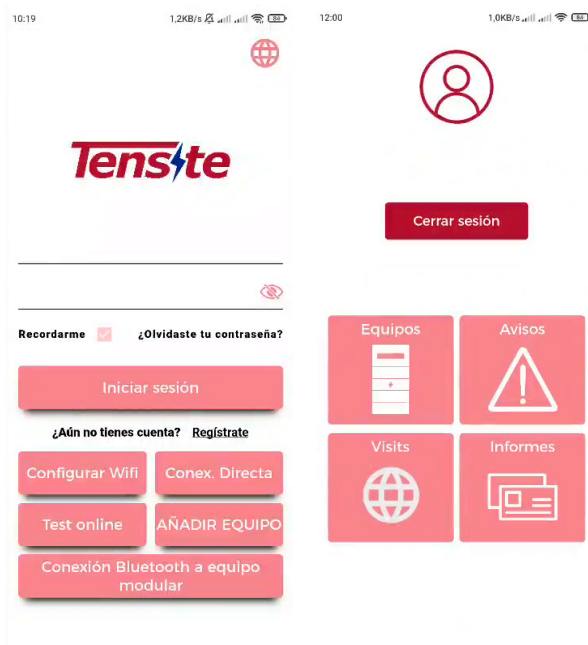 10:19
1,2KB/s
84
Tensite
Recordarme
¿Olvidaste tu contraseña?
Iniciar sesión
¿Aún no tienes cuenta? Regístrate
Configurar Wifi
Conex. Directa
Test online
AÑADIR EQUIPO
Conexión Bluetooth a equipo
modular
12:00
1,0KB/s
Cerrar sesión
Equipos
Avisos
Visits
Informes